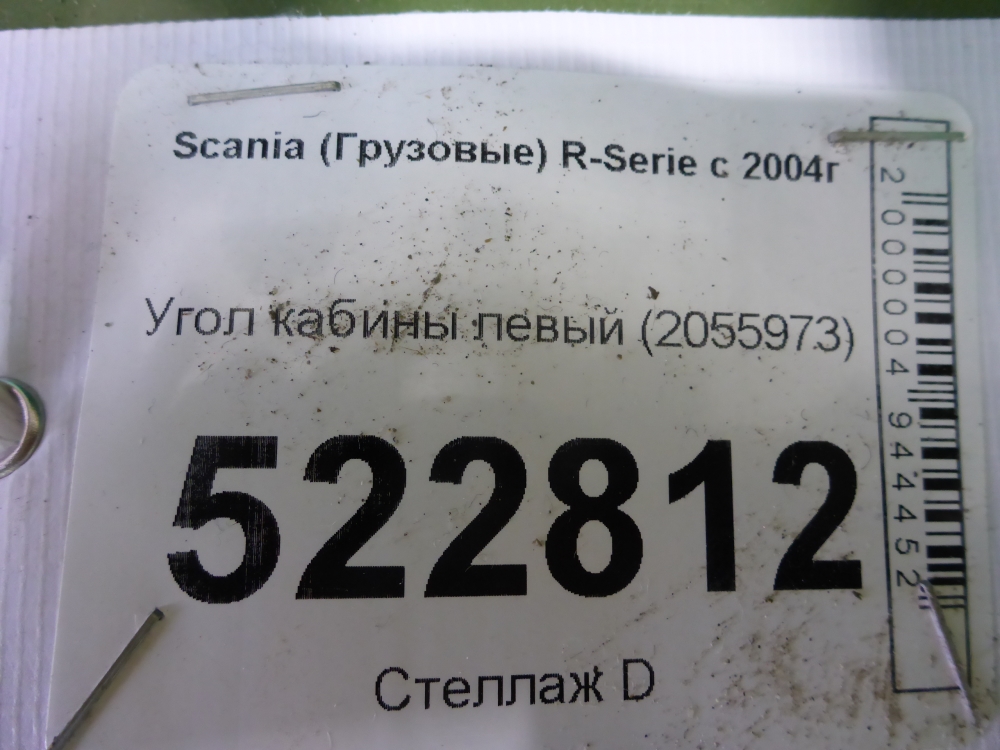 Scania (Грузовые) R-Serie с 2004г
Угол кабины левый (2055973)
522812
Стеллаж D
2000004944452